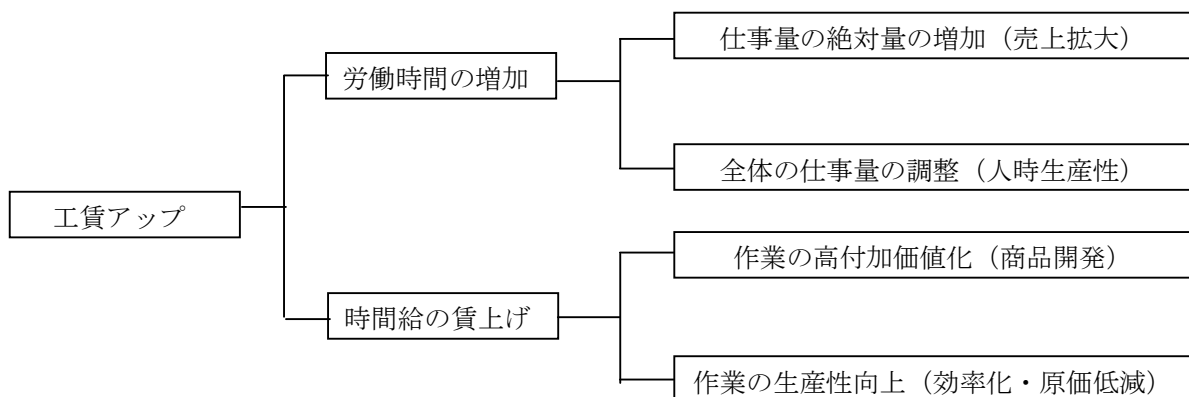 仕事量の絶対量の増加（売上拡大）
労働時間の増加
全体の仕事量の調整（人時生産性）
工賃アップ
作業の高付加価値化（商品開発）
時間給の賃上げ
作業の生産性向上（効率化・原価低減）